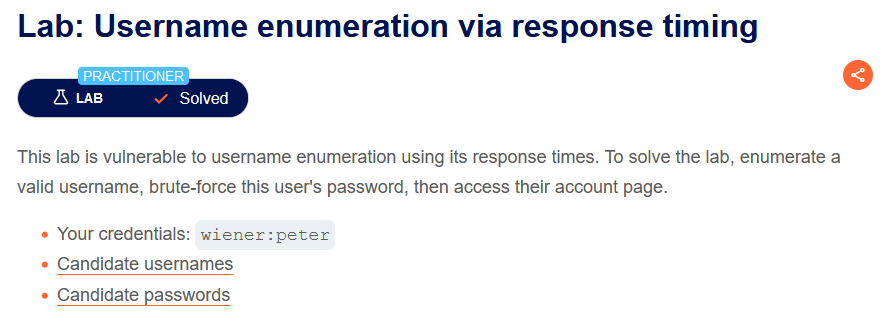 Lab: Username enumeration via response timing
PRACTITIONER
LAB Solved
This lab is vulnerable to username enumeration using its response times. To solve the lab, enumerate a
valid username, brute-force this user's password, then access their account page.
Your credentials: wiener:peter
Candidate usernames
Candidate passwords